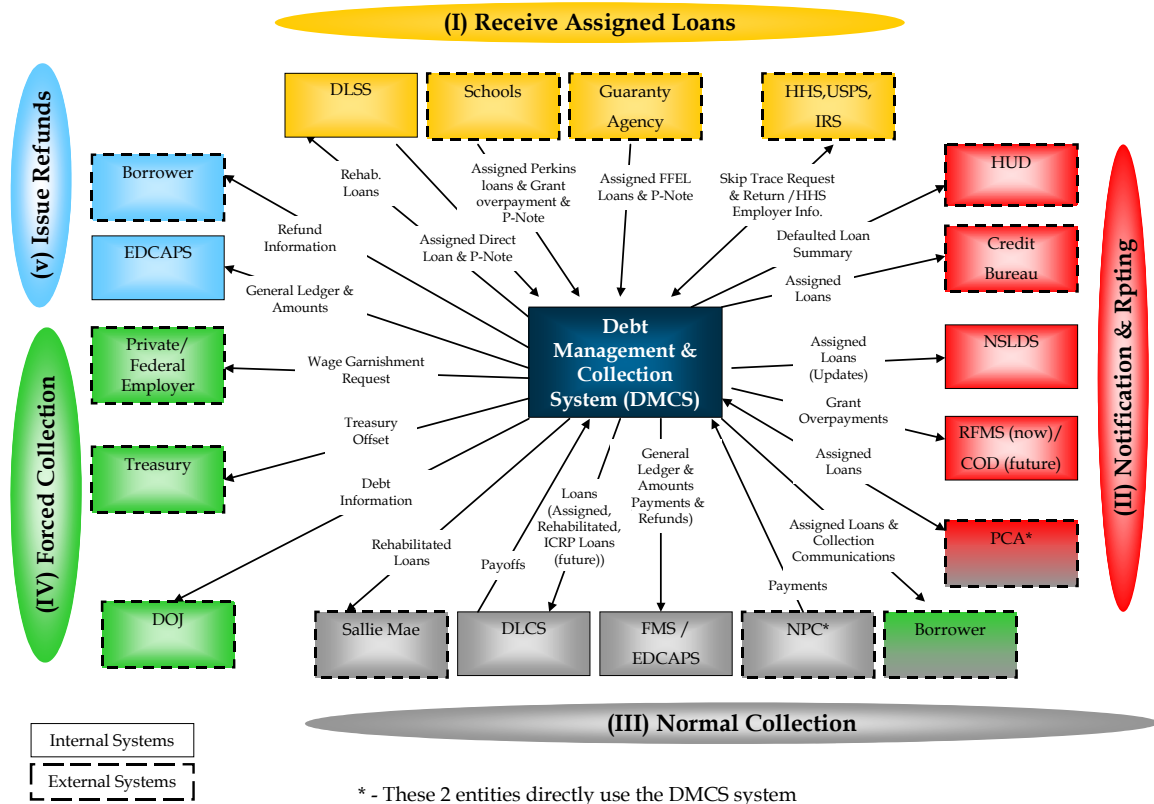 (I) Receive Assigned Loans
DLSS
Schools
Guaranty
Agency
HHS,USPS,
IRS
(v) Issue Refunds
Borrower
EDCAPS
Rehab.
Loans
Assigned Perkins
loans & Grant
overpayment &
P-Note
Assigned FFEL
Loans & P-Note
Skip Trace Request
& Return /HHS
Employer Info.
HUD
Refund
Information
Assigned Direct
Loan & P-Note
Defaulted Loan
Summary
Credit
Bureau
General Ledger &
Amounts
Assigned
Loans
(IV) Forced Collection
Private/
Federal
Employer
Wage Garnishment
Request
Debt
Management &
Collection
System (DMCS)
Assigned
Loans
(Updates)
NSLDS
(II) Notification & Rpting
Treasury
Treasury
Offset
Grant
Overpayments
RFMS (now)/
COD (future)
Debt
Information
Assigned
Loans
PCA*
Rehabilitated
Loans
Payoffs
Loans
(Assigned,
Rehabilitated,
ICRP Loans
(future))
General
Ledger &
Amounts
Payments &
Refunds)
Assigned Loans &
Collection
Communications
Payments
DOJ
Sallie Mae
DLCS
FMS /
EDCAPS
NPC*
Borrower
(III) Normal Collection
Internal Systems
External Systems
* - These 2 entities directly use the DMCS system